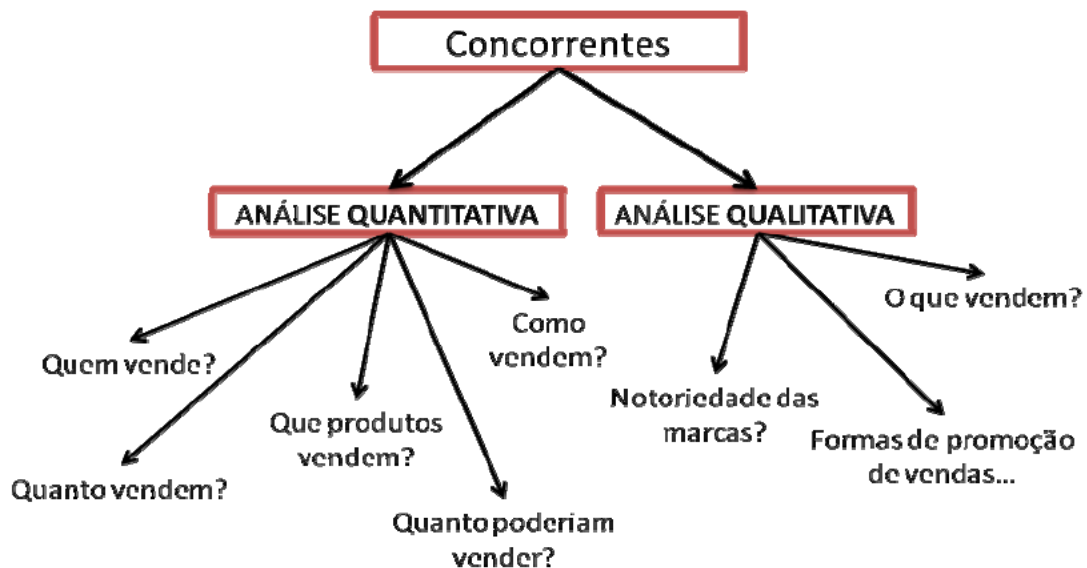 Concorrentes
ANÁLISE QUANTITATIVA
ANÁLISE QUALITATIVA
Quem vende?
Quanto vendem?
Que produtos
vendem?
Quanto poderiam
vender?
Como
vendem?
Notoriedade das
marcas?
Formas de promoção
de vendas...
O que vendem?